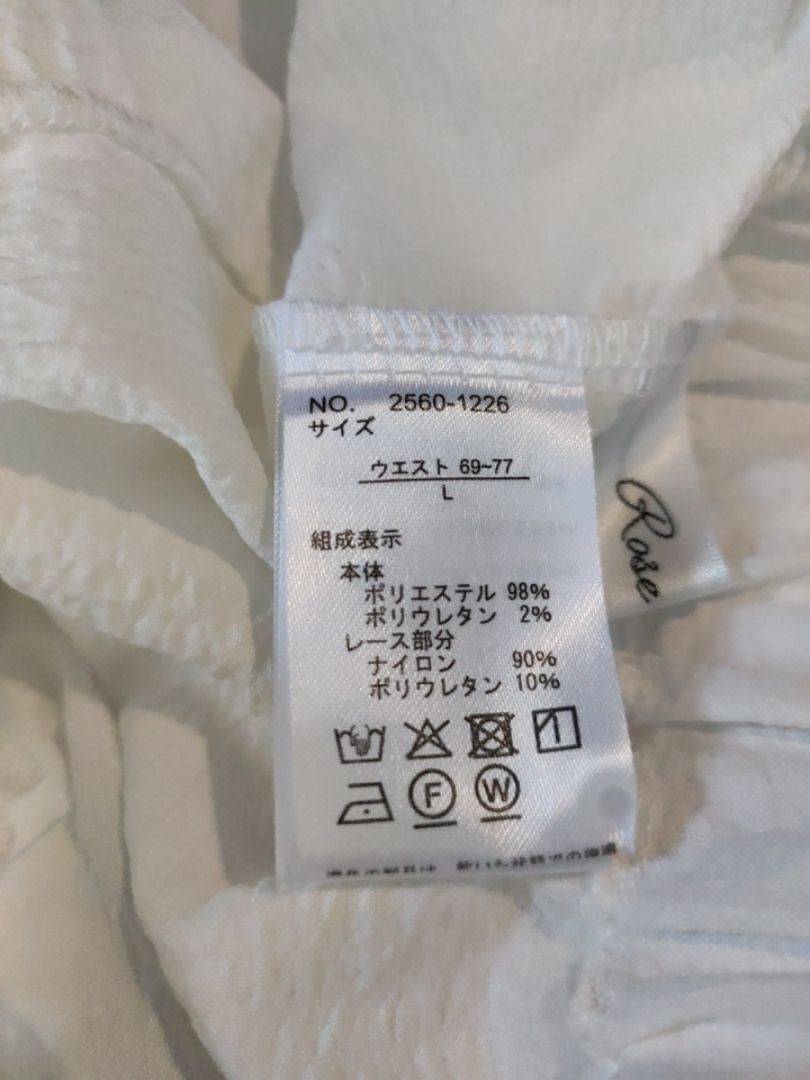 NO. 2560-1226
サイズ
ウエスト 69~77
L
組成表示
本体
ポリエステル 98%
ポリウレタン 2%
レース部分
ナイロン 90%
ポリウレタン 10%
F W
Rose